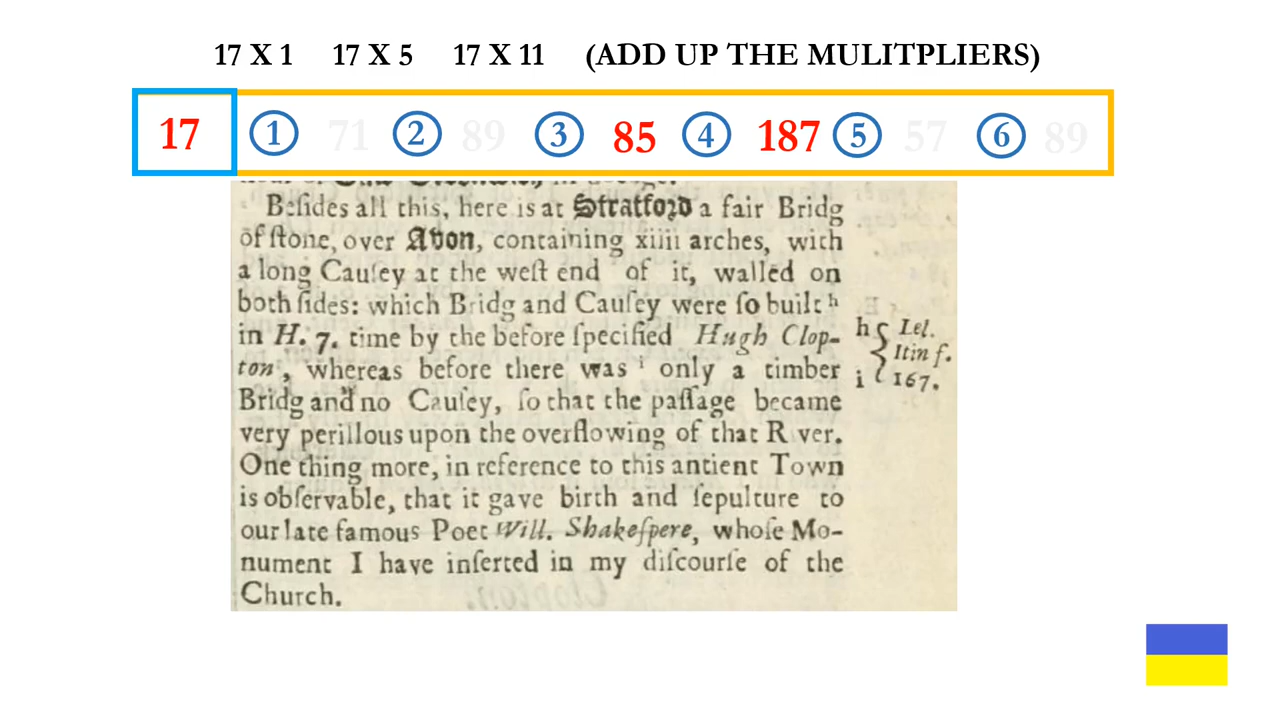 17 X 1 17 X 5 17 X 11 (ADD UP THE MULITPLIERS)
17 1 71 2 89 3 85 4 187 5 57 6 89
Beſides all this, here is at Stratford a fair Bridg
of ſtone, over Avon, containing xiiii arches, with
a long Cauſey at the weſt end of it, walled on
both ſides: which Bridg and Cauſey were ſo built h
in H. 7. time by the before ſpecified Hugh Clop-
ton, whereas before there was i only a timber
Bridg and no Cauſey, ſo that the paſſage became
very perillous upon the overflowing of that R ver.
One thing more, in reference to this antient Town
is obſervable, that it gave birth and ſepulture to
our late famous Poet Will. Shakeſpere, whoſe Mo-
nument I have inſerted in my diſcourſe of the
Church.
h { Lel.
Itin f.
i 167.